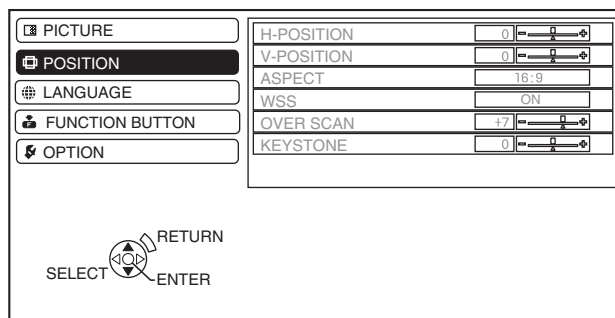 PICTURE
POSITION
LANGUAGE
FUNCTION BUTTON
OPTION
H-POSITION 0
V-POSITION 0
ASPECT 16:9
WSS ON
OVER SCAN +7
KEYSTONE 0
RETURN
SELECT
ENTER